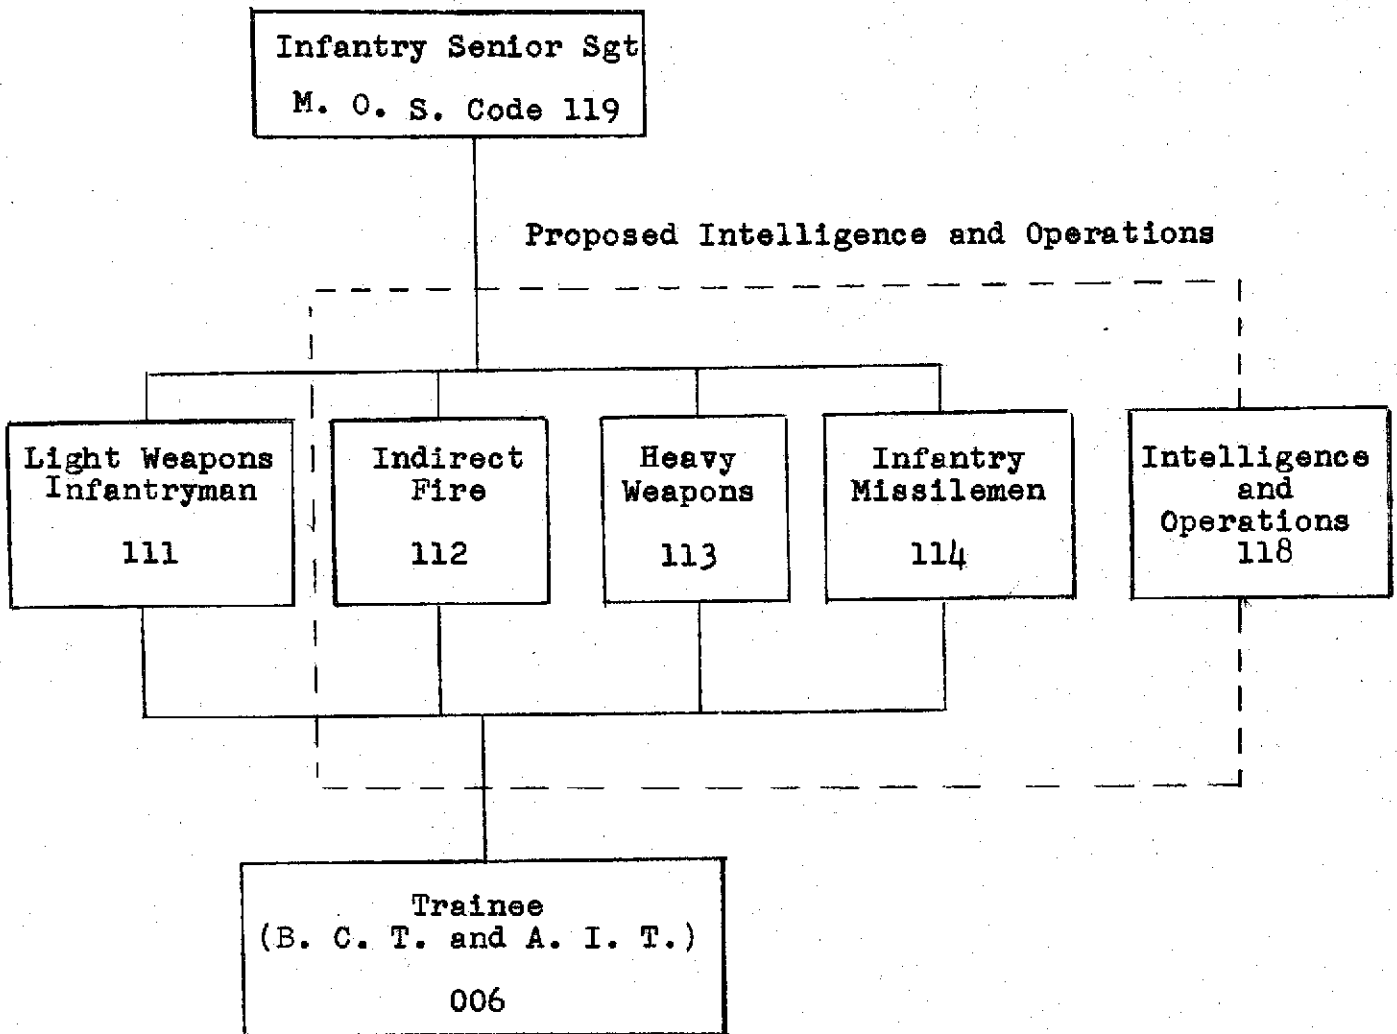 Infantry Senior Sgt
M. O. S. Code 119
Proposed Intelligence and Operations
Light Weapons
Infantryman
111
Indirect
Fire
112
Heavy
Weapons
113
Infantry
Missilemen
114
Intelligence
and
Operations
118
Trainee
(B. C. T. and A. I. T.)
006